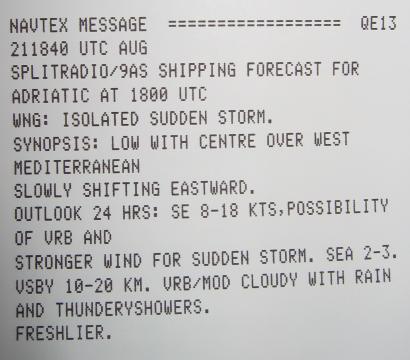 NAVTEX MESSAGE ================== QE13
211840 UTC AUG
SPLITRADIO/9AS SHIPPING FORECAST FOR
ADRIATIC AT 1800 UTC
WNG: ISOLATED SUDDEN STORM.
SYNOPSIS: LOW WITH CENTRE OVER WEST
MEDITERRANEAN
SLOWLY SHIFTING EASTWARD.
OUTLOOK 24 HRS: SE 8-18 KTS,POSSIBILITY
OF VRB AND
STRONGER WIND FOR SUDDEN STORM. SEA 2-3.
VSBY 10-20 KM. VRB/MOD CLOUDY WITH RAIN
AND THUNDERYSHOWERS.
FRESHLIER.